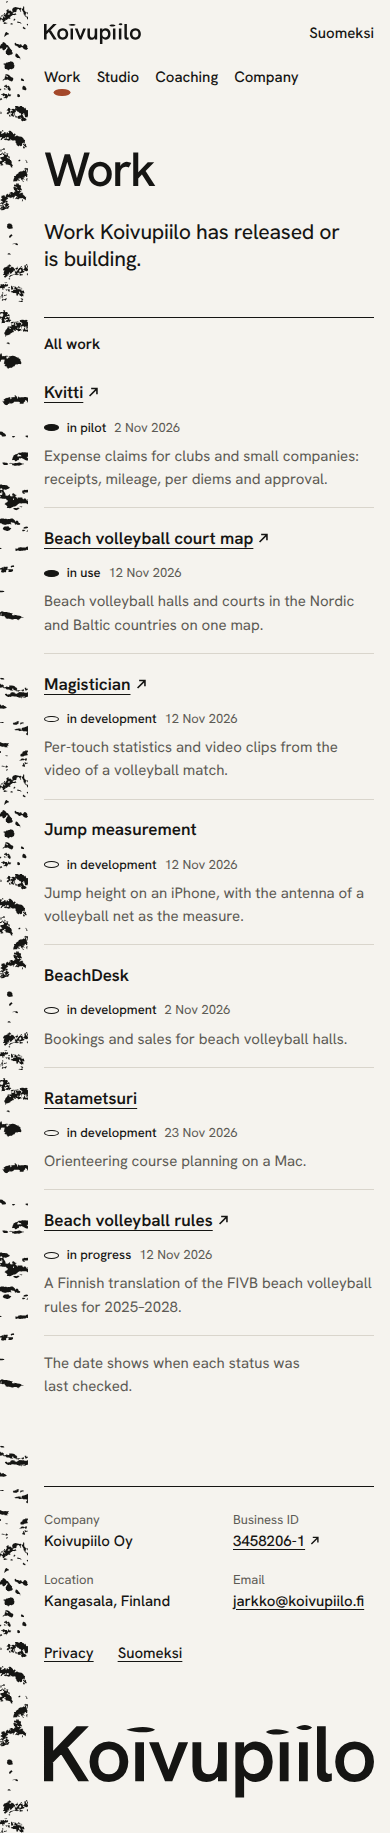 Koivupiilo
Suomeksi
Work Studio Coaching Company
Work
Work Koivupiilo has released or
is building.
All work
Kvitti ↗
in pilot 2 Nov 2026
Expense claims for clubs and small companies:
receipts, mileage, per diems and approval.
Beach volleyball court map ↗
in use 12 Nov 2026
Beach volleyball halls and courts in the Nordic
and Baltic countries on one map.
Magistician ↗
in development 12 Nov 2026
Per-touch statistics and video clips from the
video of a volleyball match.
Jump measurement
in development 12 Nov 2026
Jump height on an iPhone, with the antenna of a
volleyball net as the measure.
BeachDesk
in development 2 Nov 2026
Bookings and sales for beach volleyball halls.
Ratametsuri
in development 23 Nov 2026
Orienteering course planning on a Mac.
Beach volleyball rules ↗
in progress 12 Nov 2026
A Finnish translation of the FIVB beach volleyball
rules for 2025–2028.
The date shows when each status was
last checked.
Company
Koivupiilo Oy
Business ID
3458206-1 ↗
Location
Kangasala, Finland
Email
jarkko@koivupiilo.fi
Privacy Suomeksi
Koivupiilo